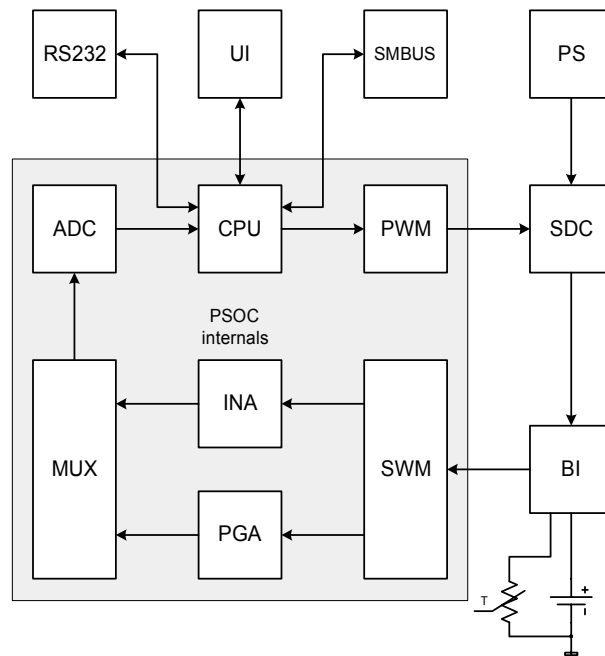 RS232
UI
SMBUS
PS
ADC
CPU
PWM
SDC
PSOC
internals
MUX
INA
SWM
BI
PGA
T
+
-